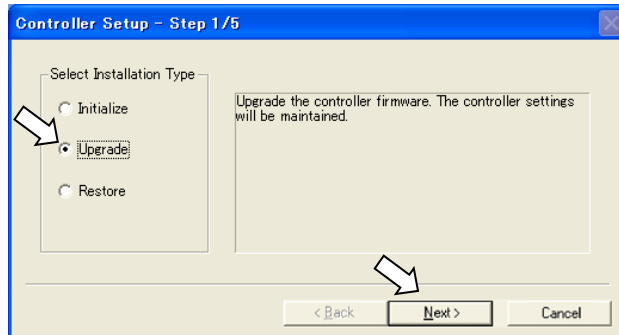 Controller Setup - Step 1/5
Select Installation Type
Initialize
Upgrade
Restore
Upgrade the controller firmware. The controller settings
will be maintained.
< Back
Next >
Cancel